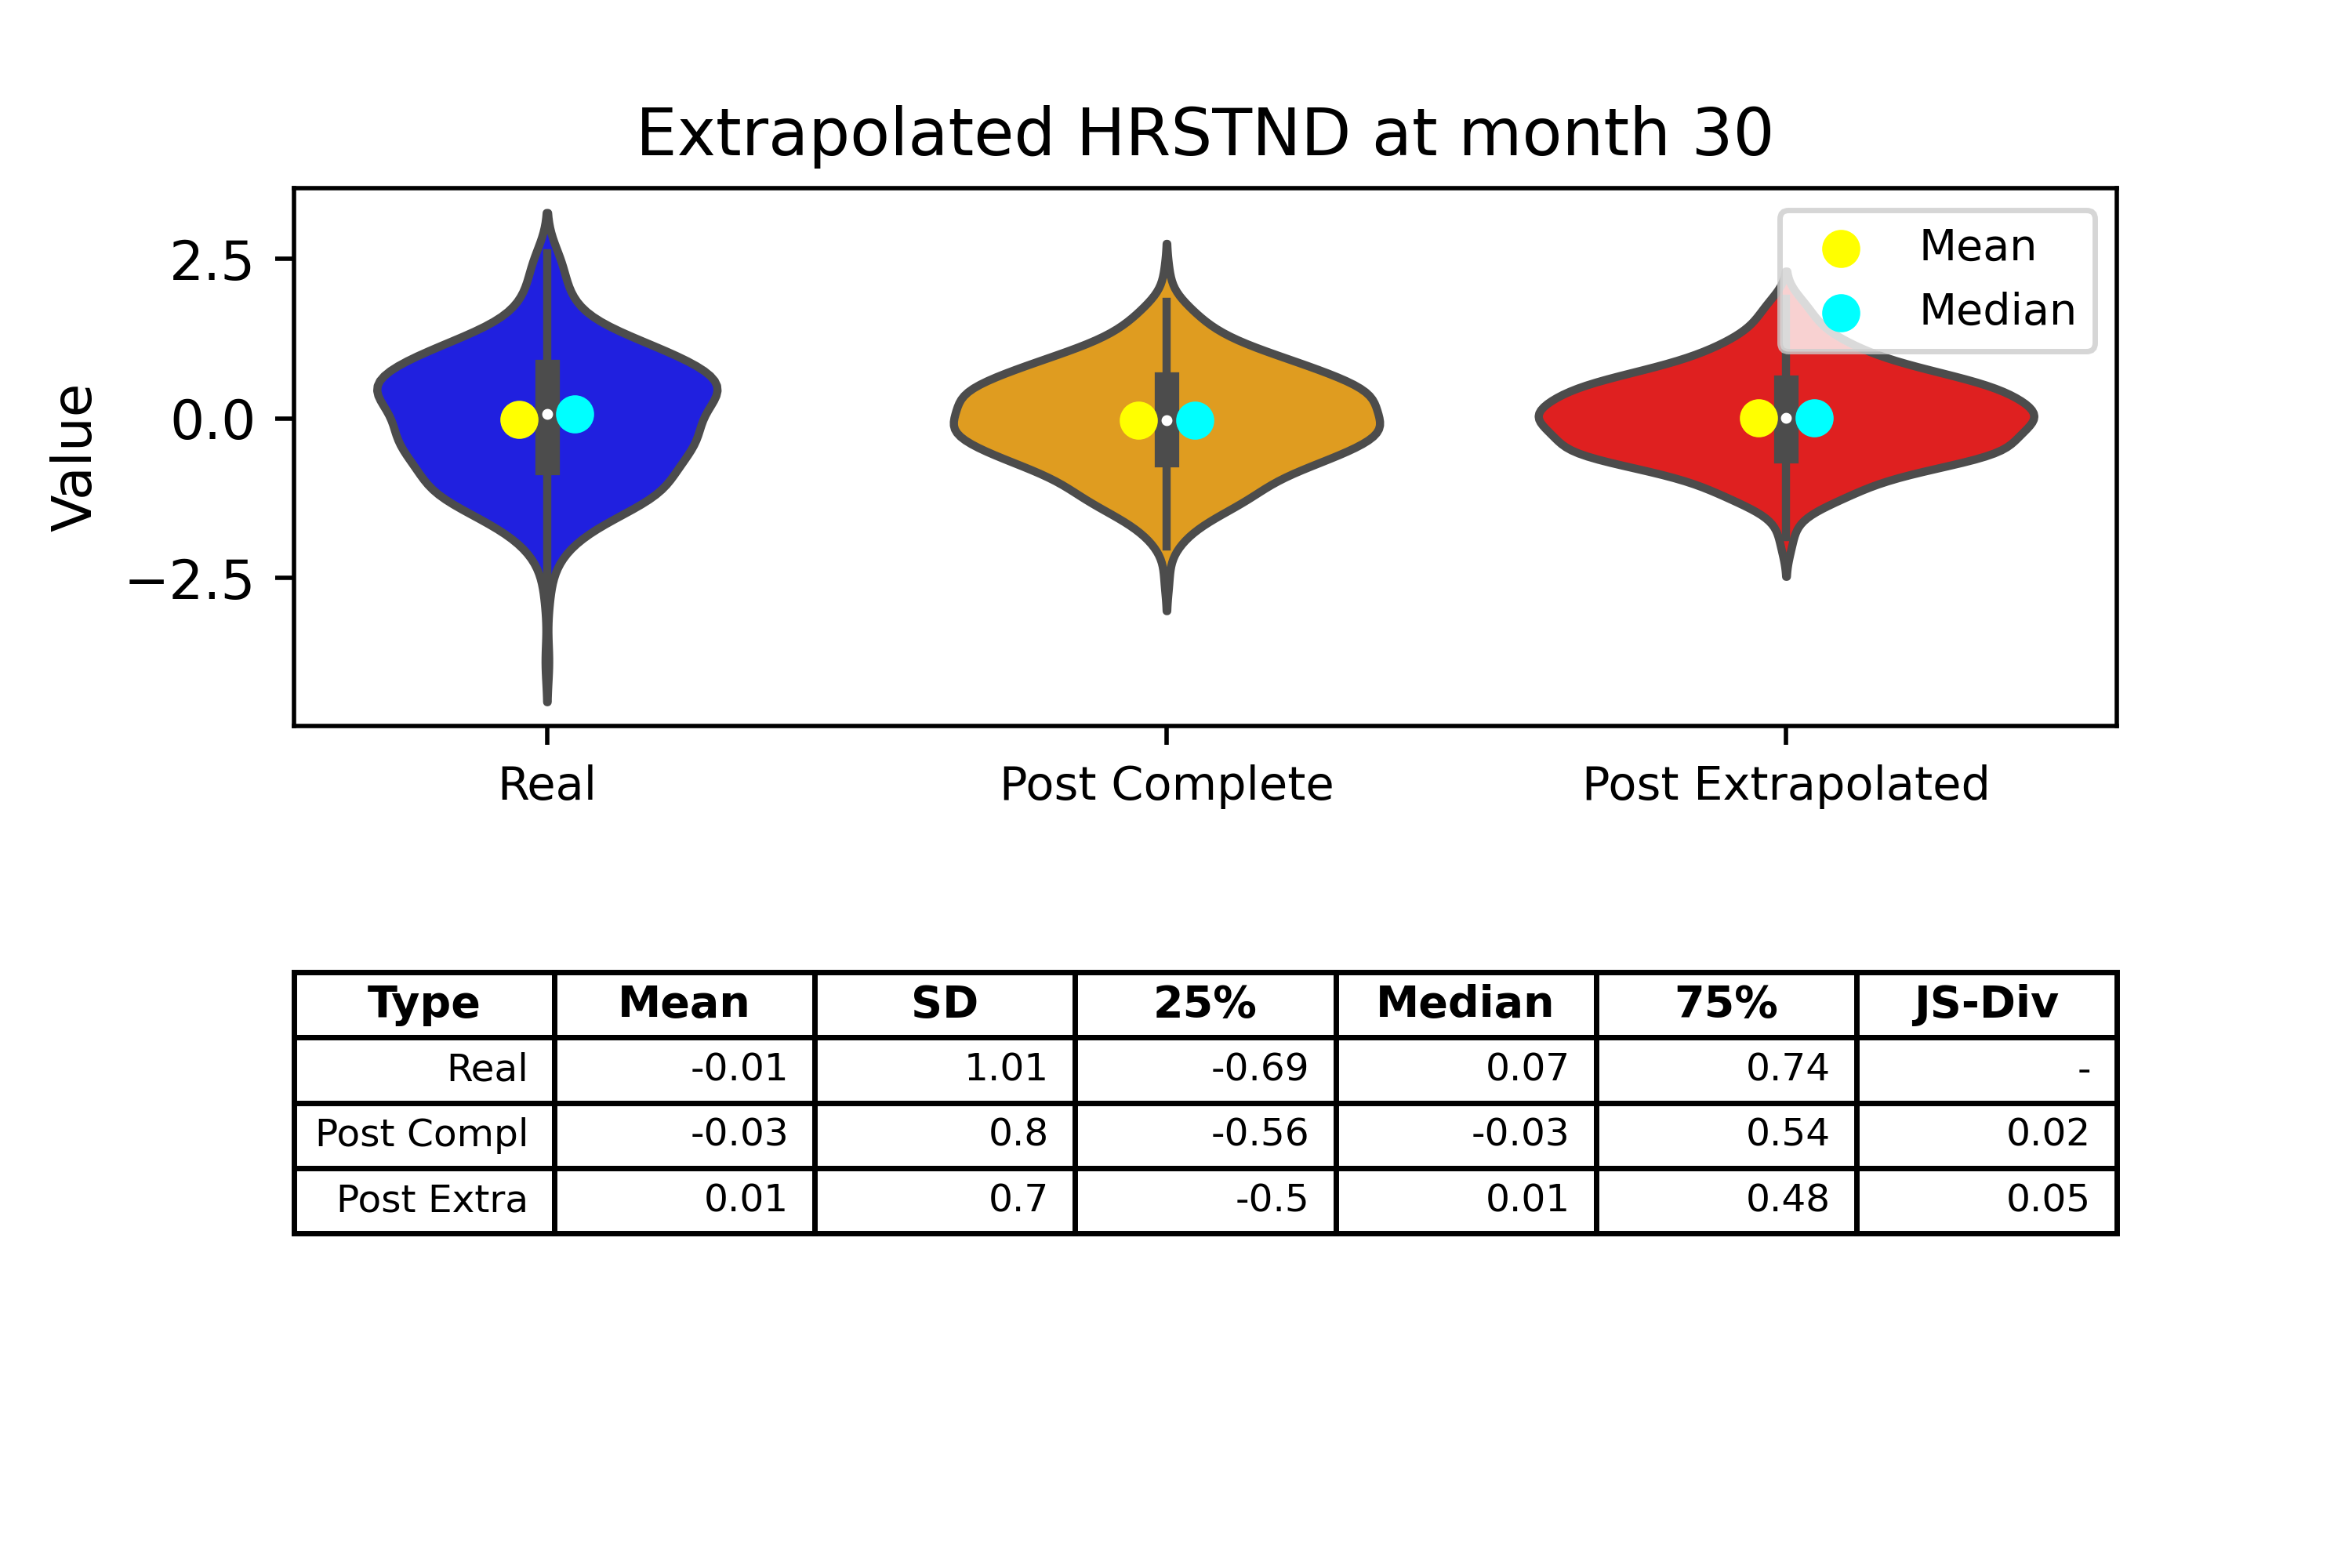 Extrapolated HRSTND at month 30
Value
2.5
0.0
−2.5
Mean
Median
Real Post Complete Post Extrapolated
Type Mean SD 25% Median 75% JS-Div
Real -0.01 1.01 -0.69 0.07 0.74 -
Post Compl -0.03 0.8 -0.56 -0.03 0.54 0.02
Post Extra 0.01 0.7 -0.5 0.01 0.48 0.05